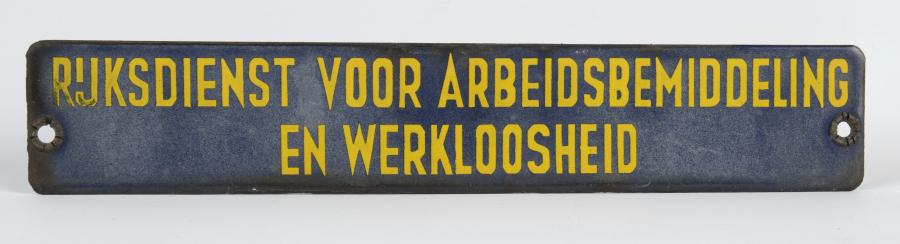 RIJKSDIENST VOOR ARBEIDSBEMIDDELING
EN WERKLOOSHEID